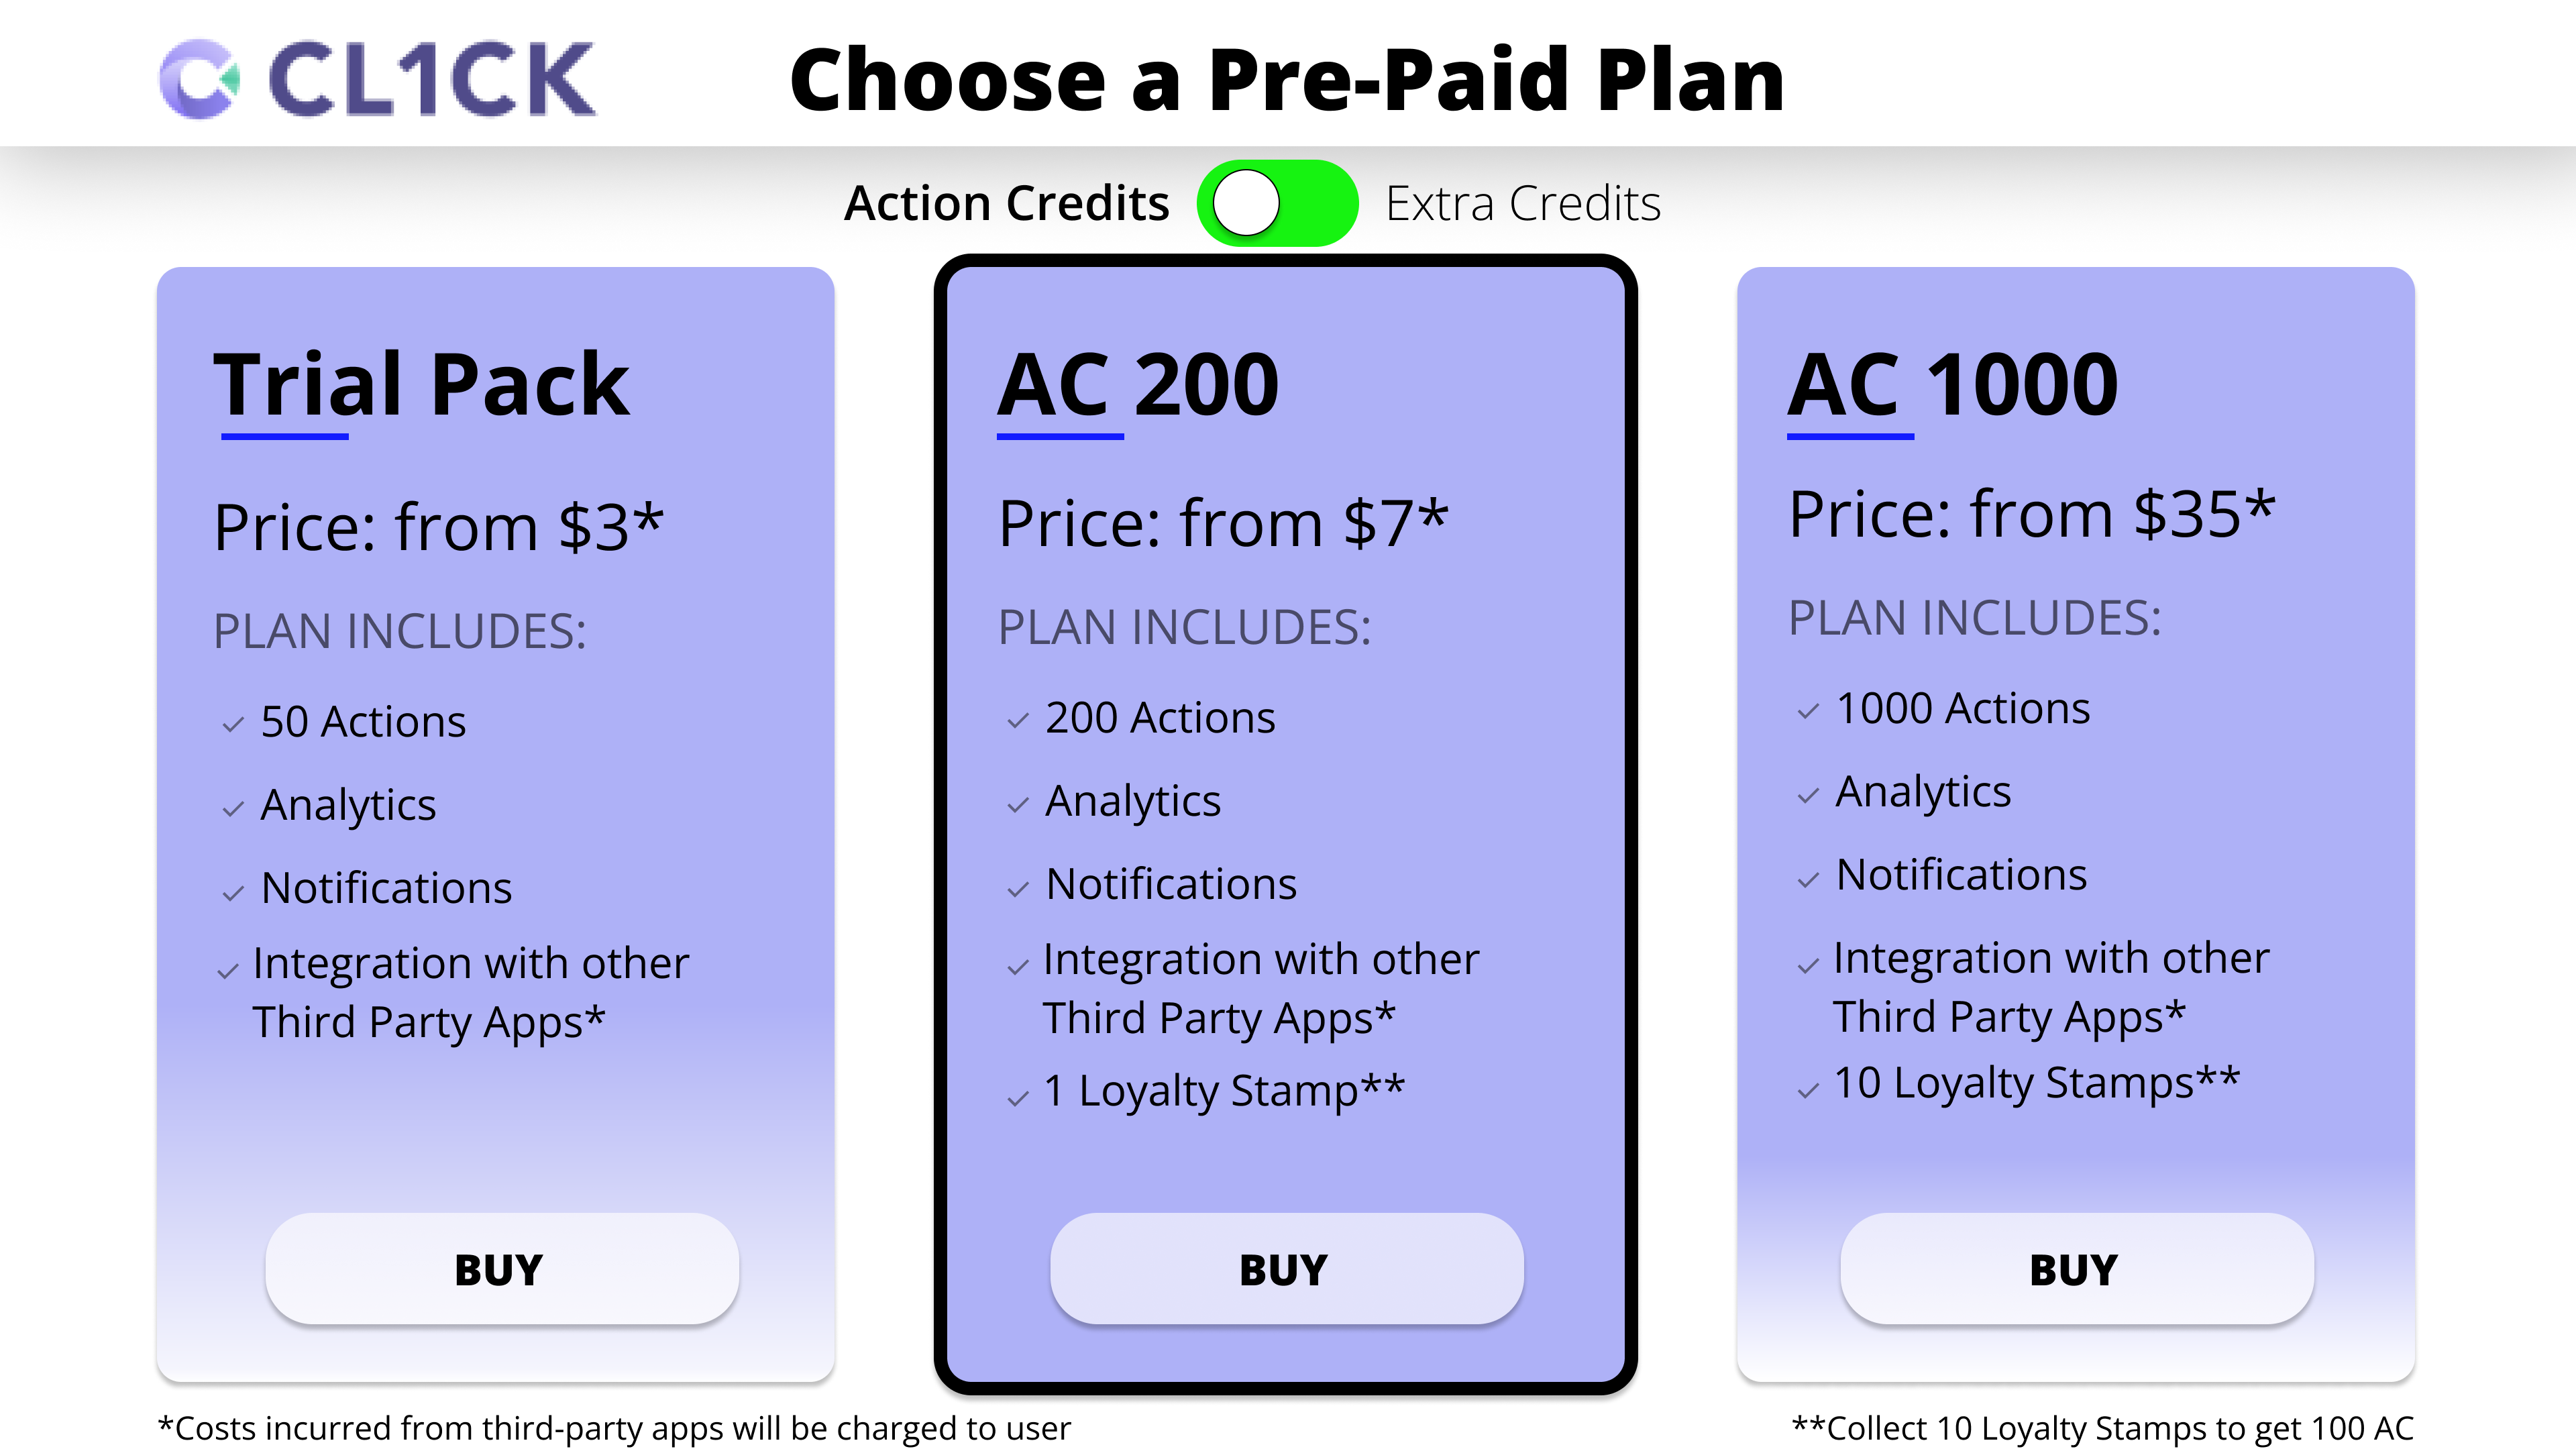 CL1CK
Choose a Pre-Paid Plan
Action Credits
Extra Credits
Trial Pack
Price: from $3*
PLAN INCLUDES:
50 Actions
Analytics
Notifications
Integration with other
Third Party Apps*
BUY
AC 200
Price: from $7*
PLAN INCLUDES:
200 Actions
Analytics
Notifications
Integration with other
Third Party Apps*
1 Loyalty Stamp**
BUY
AC 1000
Price: from $35*
PLAN INCLUDES:
1000 Actions
Analytics
Notifications
Integration with other
Third Party Apps*
10 Loyalty Stamps**
BUY
*Costs incurred from third-party apps will be charged to user
**Collect 10 Loyalty Stamps to get 100 AC